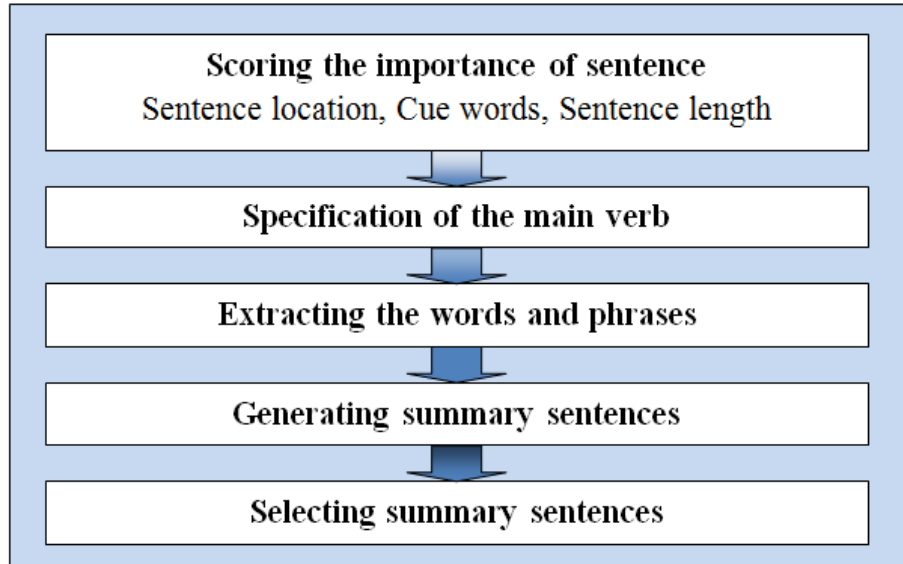 Scoring the importance of sentence
Sentence location, Cue words, Sentence length
Specification of the main verb
Extracting the words and phrases
Generating summary sentences
Selecting summary sentences